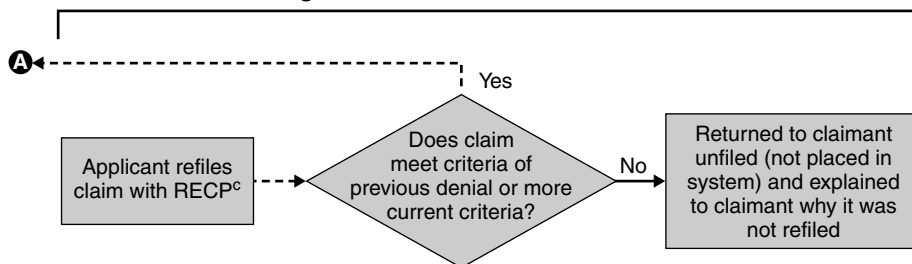 A
Yes
Applicant refiles
claim with RECPc
Does claim
meet criteria of
previous denial or more
current criteria?
No
Returned to claimant
unfiled (not placed in
system) and explained
to claimant why it was
not refiled